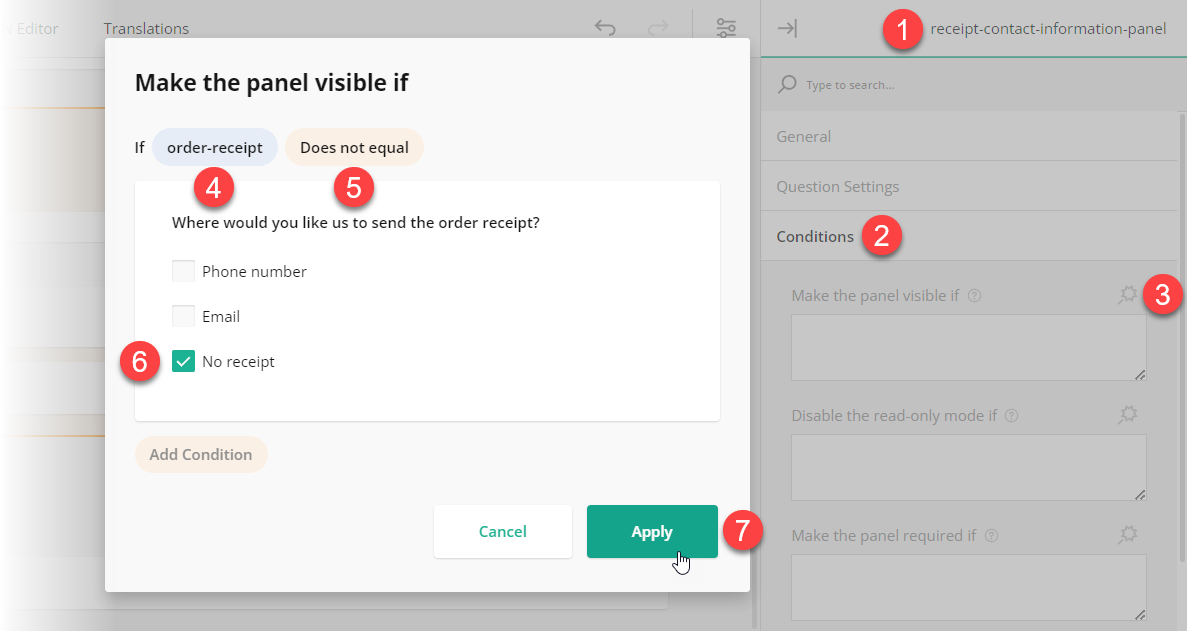 Editor
Translations
1
receipt-contact-information-panel
Make the panel visible if
Type to search...
If order-receipt Does not equal
4
5
General
Question Settings
Conditions
2
Where would you like us to send the order receipt?
Phone number
Email
6
No receipt
Make the panel visible if
3
Disable the read-only mode if
Make the panel required if
Add Condition
Cancel
Apply
7